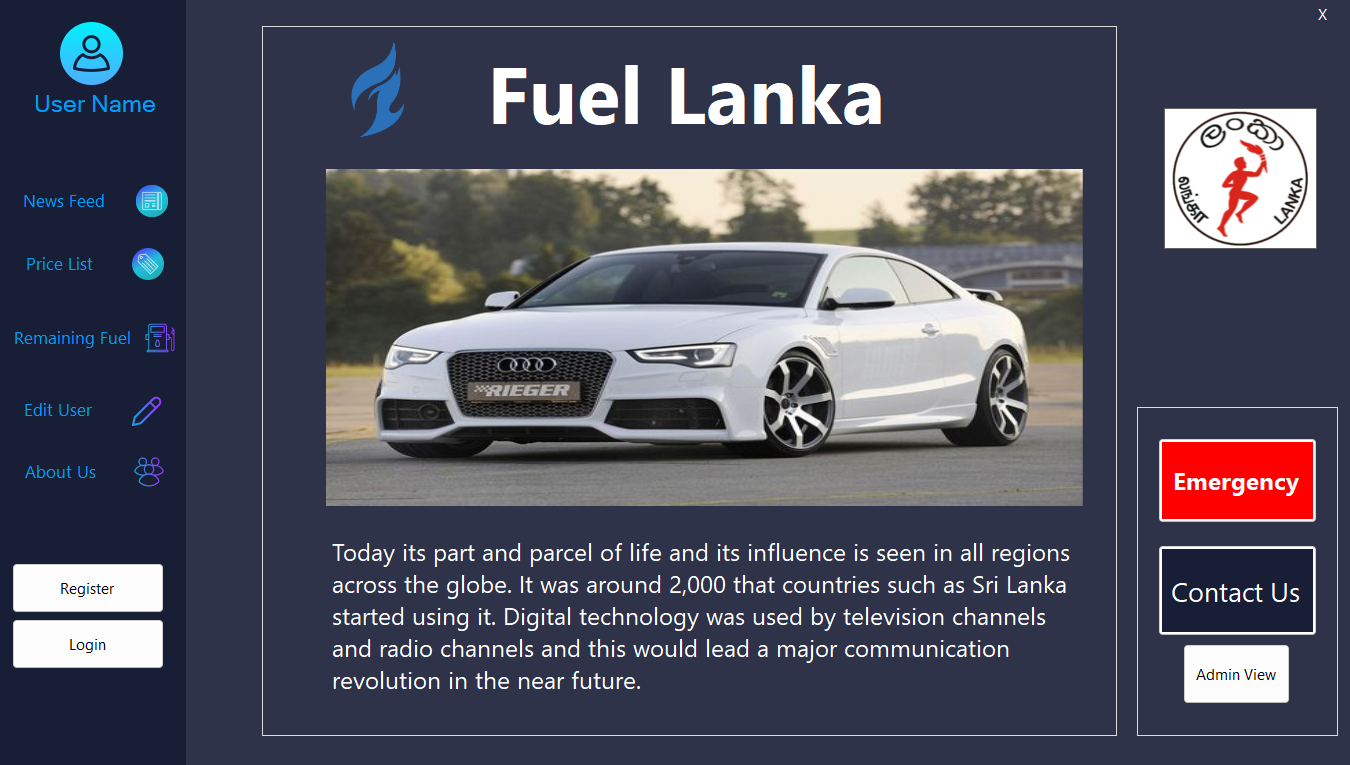 X
User Name
News Feed
Price List
Remaining Fuel
Edit User
About Us
Register
Login
Fuel Lanka
RIEGER
Today its part and parcel of life and its influence is seen in all regions
across the globe. It was around 2,000 that countries such as Sri Lanka
started using it. Digital technology was used by television channels
and radio channels and this would lead a major communication
revolution in the near future.
ලංකා
லங்கா
LANKA
Emergency
Contact Us
Admin View